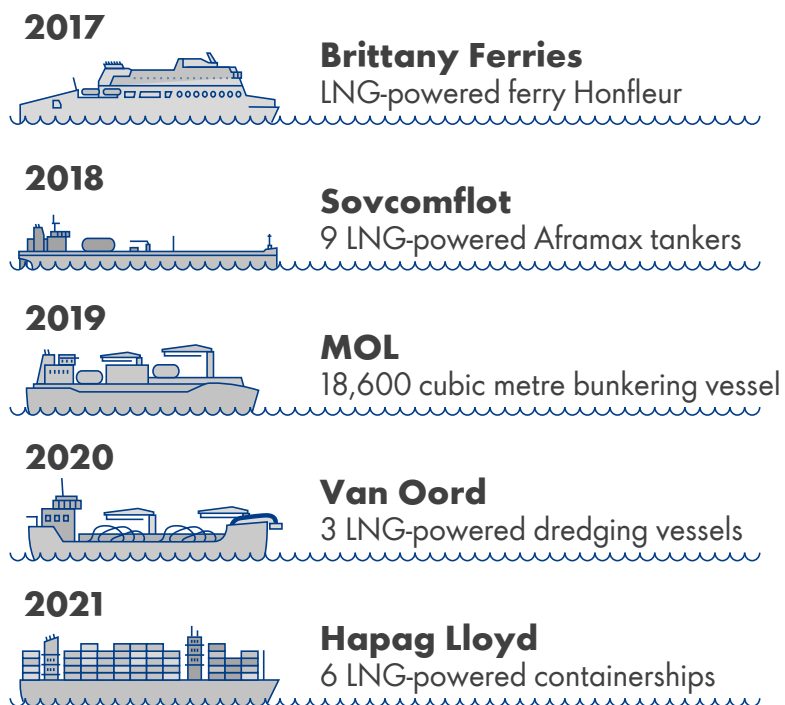 2017
Brittany Ferries
LNG-powered ferry Honfleur
2018
Sovcomflot
9 LNG-powered Aframax tankers
2019
MOL
18,600 cubic metre bunkering vessel
2020
Van Oord
3 LNG-powered dredging vessels
2021
Hapag Lloyd
6 LNG-powered containerships